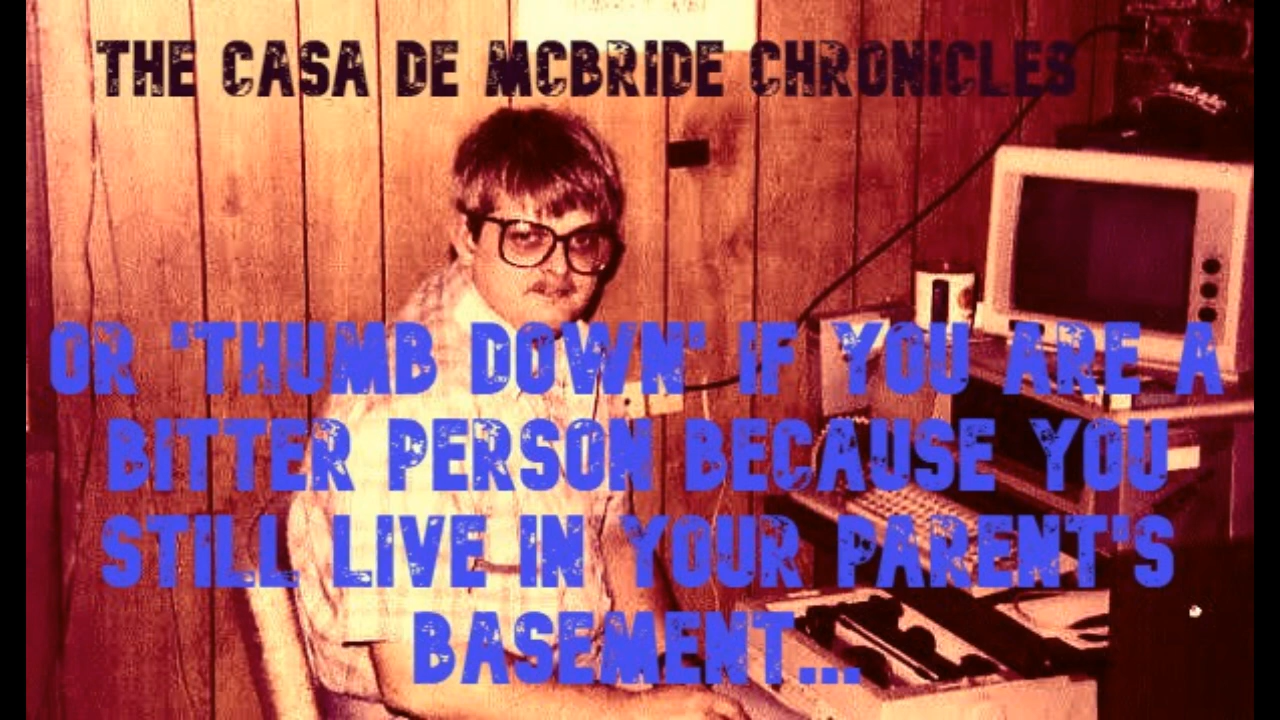 THE CASA DE MCBRIDE CHRONICLES
OR 'THUMB DOWN' IF YOU ARE A
BITTER PERSON BECAUSE YOU
STILL LIVE IN YOUR PARENT'S
BASEMENT...